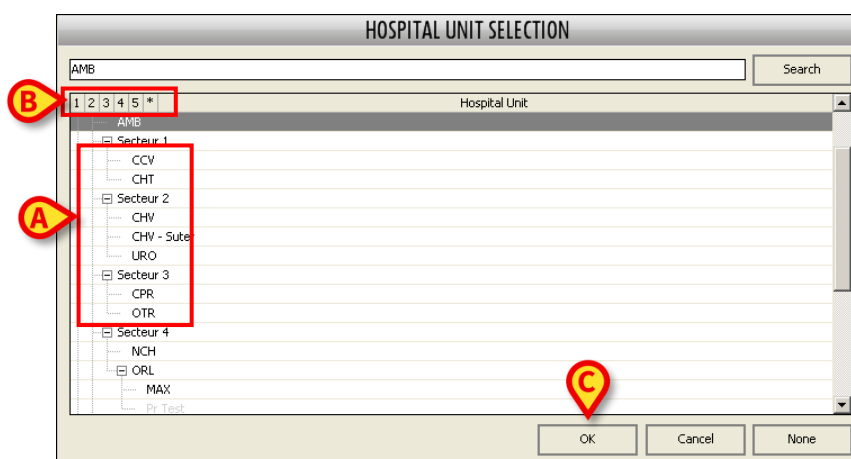 HOSPITAL UNIT SELECTION
AMB
Search
B
1 2 3 4 5 * Hospital Unit
AMB
Secteur 1
CCV
CHT
Secteur 2
CHV
A
CHV - Suter
URO
Secteur 3
CPR
OTR
Secteur 4
NCH
ORL
MAX
C
Pr Test
OK Cancel None